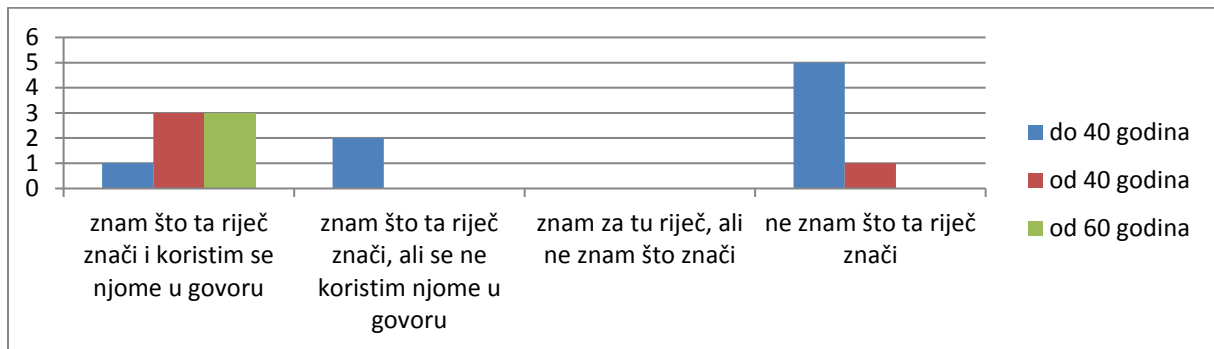 6
5
4
3
2
1
0
znam što ta riječ
znači i koristim se
njome u govoru
znam što ta riječ
znači, ali se ne
koristim njome u
govoru
znam za tu riječ, ali
ne znam što znači
ne znam što ta riječ
znači
do 40 godina
od 40 godina
od 60 godina